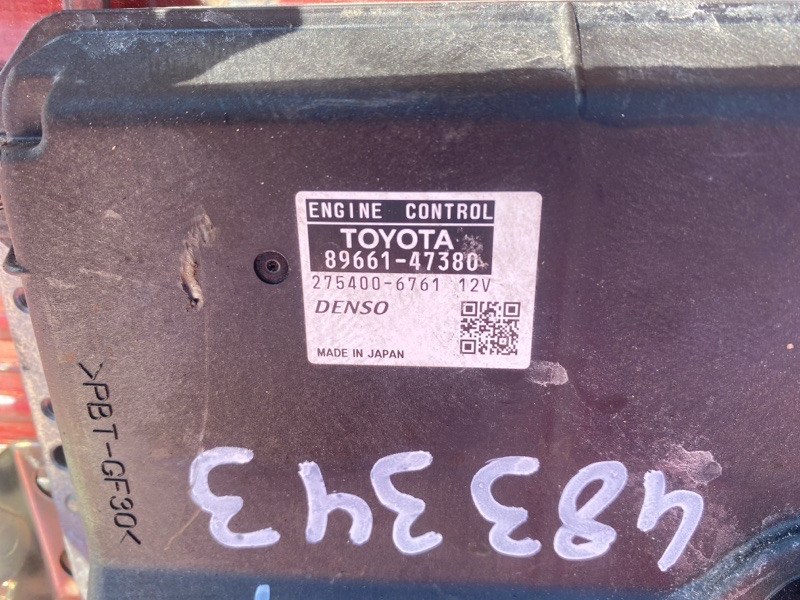 ENGINE CONTROL
TOYOTA
89661-47380
275400-6761 12V
DENSO
MADE IN JAPAN
>PBT-GF30<
483343